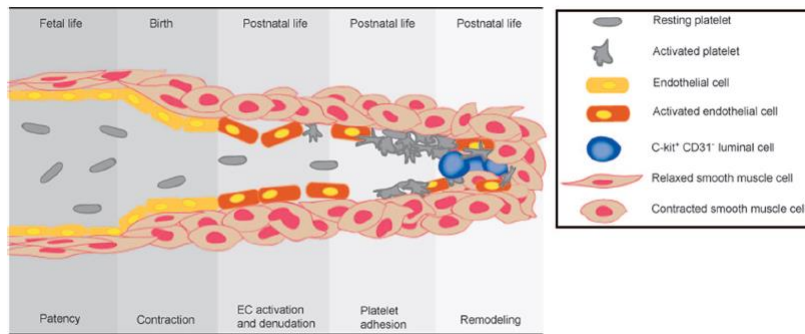 Fetal life
Birth
Postnatal life
Postnatal life
Postnatal life
Patency
Contraction
EC activation
and denudation
Platelet
adhesion
Remodeling
Resting platelet
Activated platelet
Endothelial cell
Activated endothelial cell
C-kit⁺ CD31⁻ luminal cell
Relaxed smooth muscle cell
Contracted smooth muscle cell